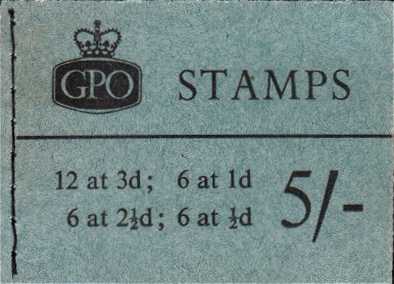 GPO STAMPS
12 at 3d; 6 at 1d
6 at 2½d; 6 at ½d
5/-